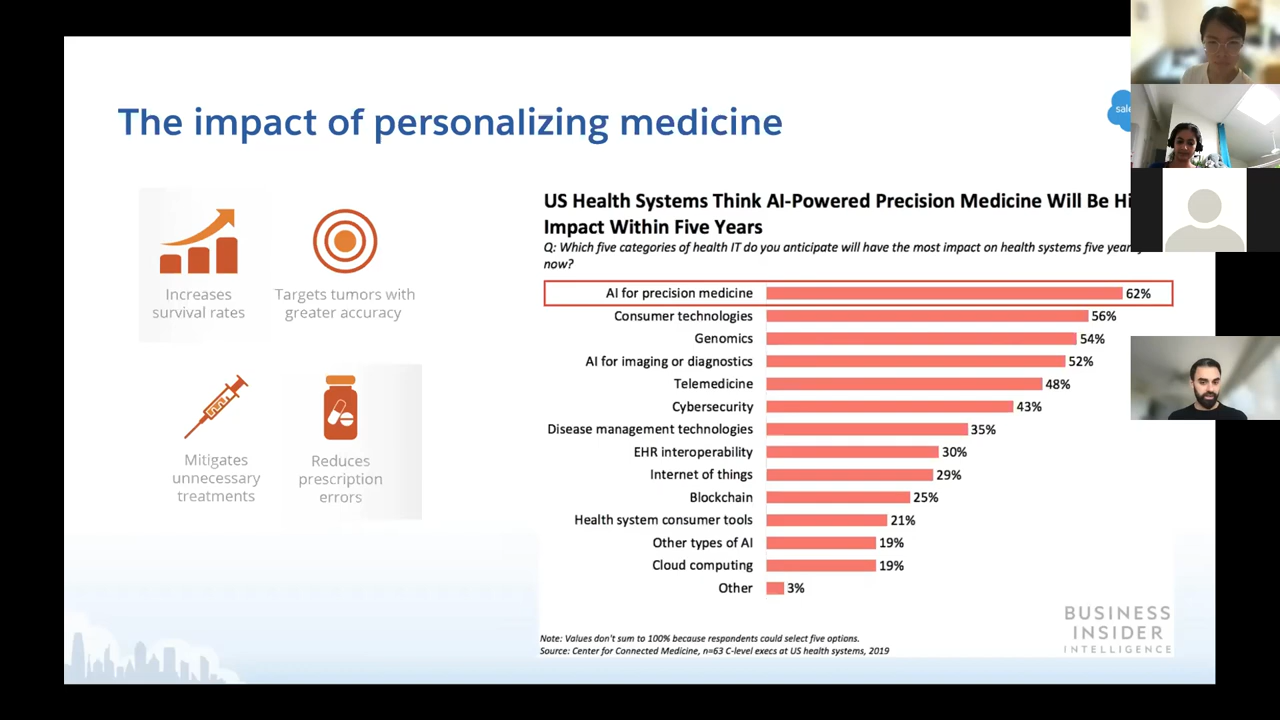 The impact of personalizing medicine
sale
Increases
survival rates
Targets tumors with
greater accuracy
Mitigates
unnecessary
treatments
Reduces
prescription
errors
US Health Systems Think AI-Powered Precision Medicine Will Be Hi
Impact Within Five Years
Q: Which five categories of health IT do you anticipate will have the most impact on health systems five year
now?
AI for precision medicine 62%
Consumer technologies 56%
Genomics 54%
AI for imaging or diagnostics 52%
Telemedicine 48%
Cybersecurity 43%
Disease management technologies 35%
EHR interoperability 30%
Internet of things 29%
Blockchain 25%
Health system consumer tools 21%
Other types of AI 19%
Cloud computing 19%
Other 3%
Note: Values don't sum to 100% because respondents could select five options.
Source: Center for Connected Medicine, n=63 C-level execs at US health systems, 2019
BUSINESS
INSIDER
INTELLIGENCE